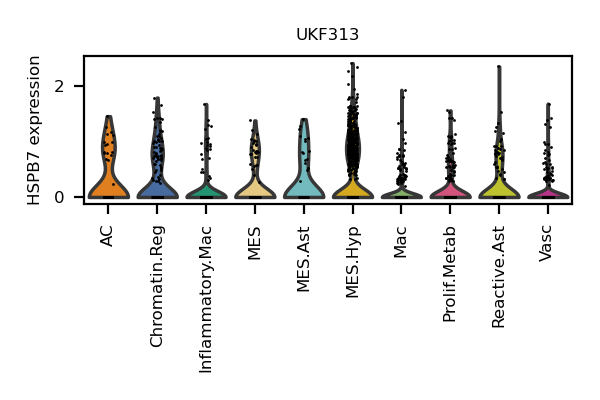 UKF313
HSPB7 expression
2
0
AC
Chromatin.Reg
Inflammatory.Mac
MES
MES.Ast
MES.Hyp
Mac
Prolif.Metab
Reactive.Ast
Vasc